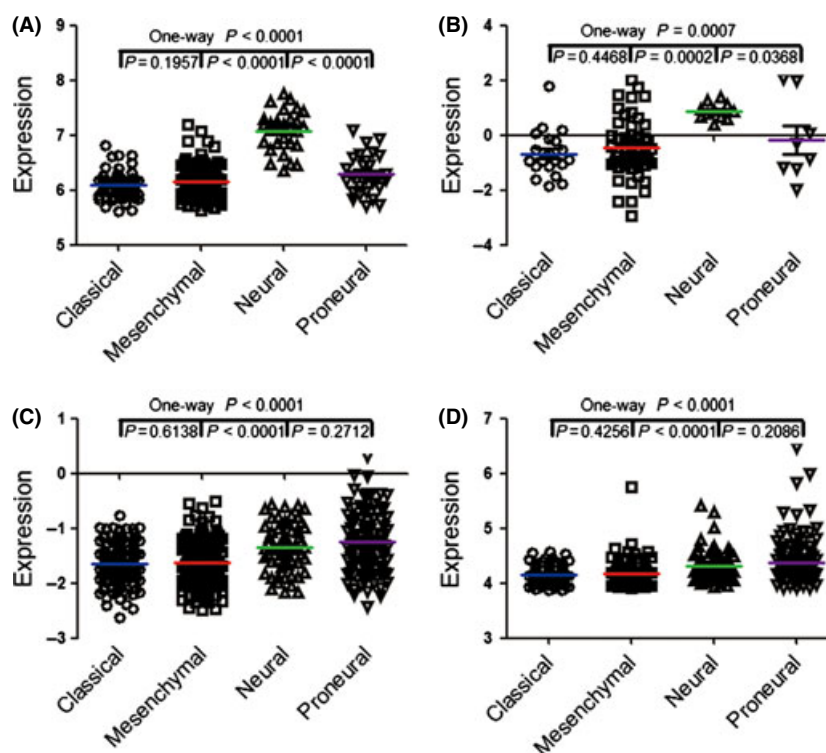 (A)
One-way P < 0.0001
P = 0.1957 P < 0.0001 P < 0.0001
Expression
9
8
7
6
5
Classical
Mesenchymal
Neural
Proneural
(B)
One-way P = 0.0007
P = 0.4468 P = 0.0002 P = 0.0368
Expression
4
2
0
–2
–4
Classical
Mesenchymal
Neural
Proneural
(C)
One-way P < 0.0001
P = 0.6138 P < 0.0001 P = 0.2712
Expression
1
0
–1
–2
–3
Classical
Mesenchymal
Neural
Proneural
(D)
One-way P < 0.0001
P = 0.4256 P < 0.0001 P = 0.2086
Expression
7
6
5
4
3
Classical
Mesenchymal
Neural
Proneural